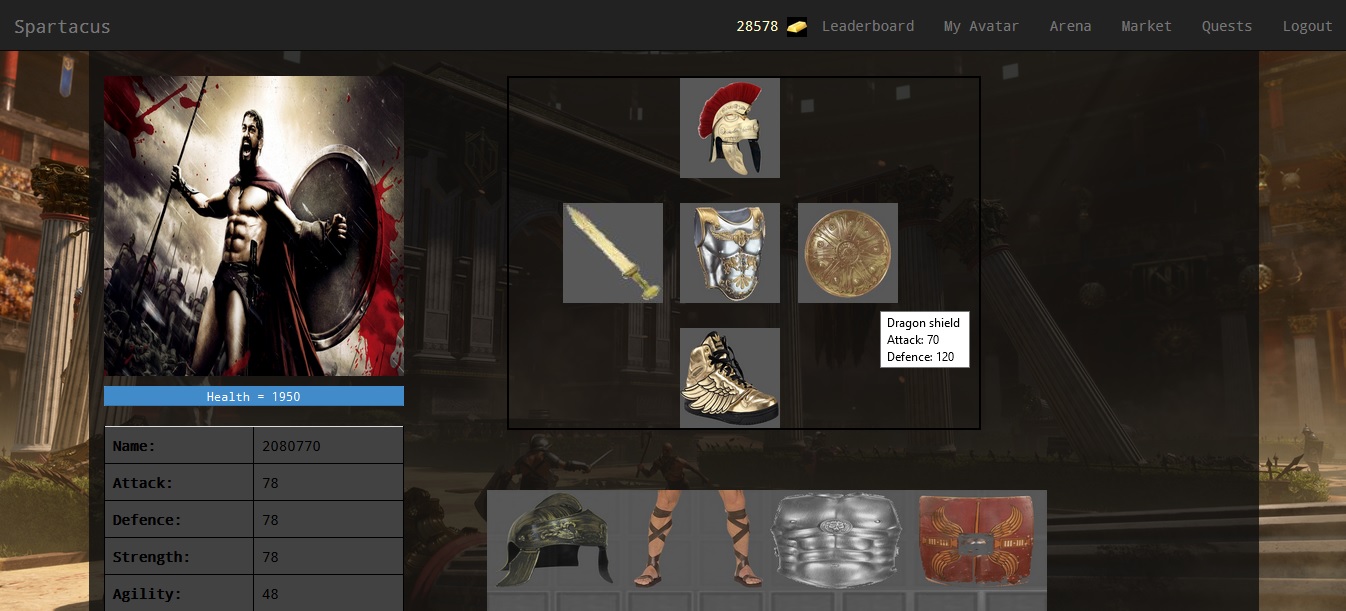 Spartacus
28578 Leaderboard My Avatar Arena Market Quests Logout
Dragon shield
Attack: 70
Defence: 120
Health = 1950
Name: 2080770
Attack: 78
Defence: 78
Strength: 78
Agility: 48